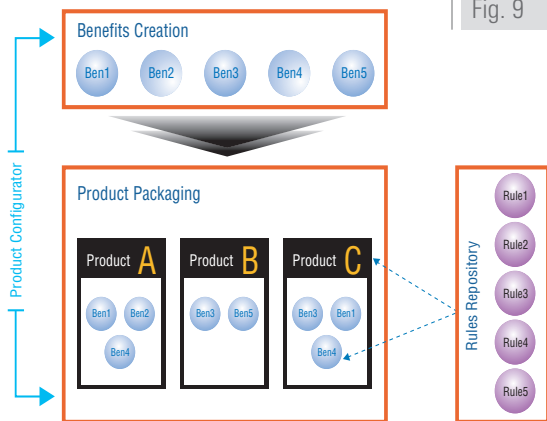 Fig. 9
Benefits Creation
Ben1 Ben2 Ben3 Ben4 Ben5
Product Configurator
Product Packaging
Product A
Ben1 Ben2
Ben4
Product B
Ben3 Ben5
Product C
Ben3 Ben1
Ben4
Rules Repository
Rule1
Rule2
Rule3
Rule4
Rule5